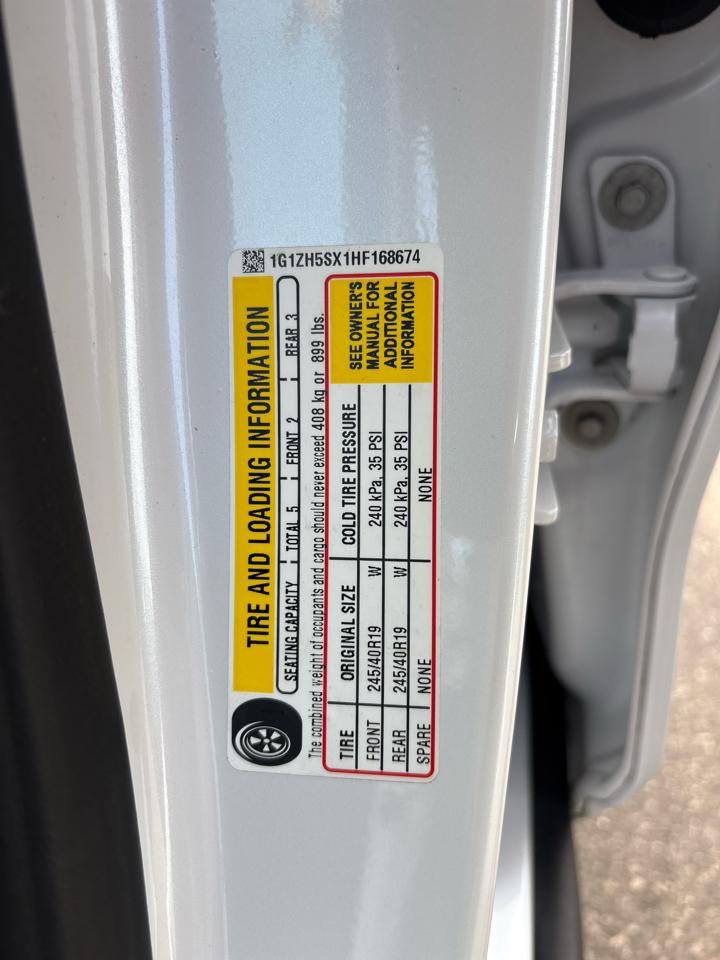 1G1ZH5SX1HF168674
TIRE AND LOADING INFORMATION
SEATING CAPACITY TOTAL 5 FRONT 2 REAR 3
The combined weight of occupants and cargo should never exceed 408 kg or 899 lbs.
TIRE ORIGINAL SIZE COLD TIRE PRESSURE
FRONT 245/40R19 W 240 kPa, 35 PSI
REAR 245/40R19 W 240 kPa, 35 PSI
SPARE NONE NONE
SEE OWNER'S
MANUAL FOR
ADDITIONAL
INFORMATION